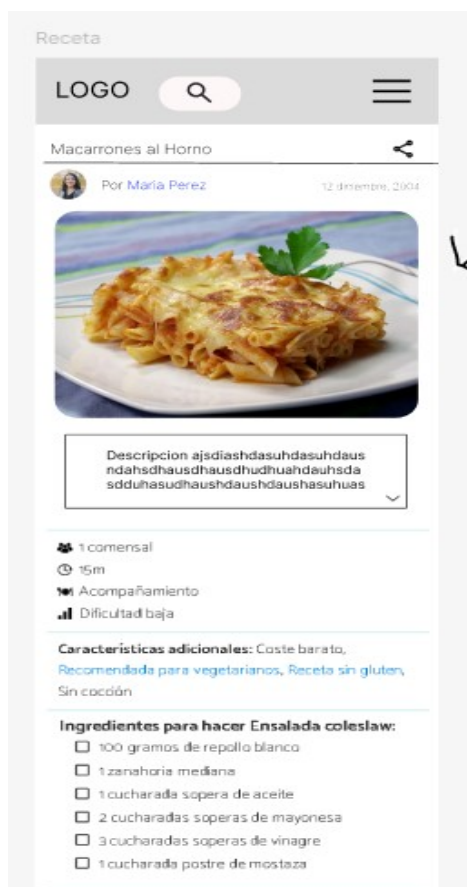 Receta
LOGO
Macarrones al Horno
Por María Perez
12 diciembre, 2004
Descripcion ajsdiashdasuhdasuhdaus
ndahsdhausdhausdhudhuahdauhsda
sdduhasudhaushdaushdaushasuhuas
1 comensal
15m
Acompañamiento
Dificultad baja
Características adicionales: Coste barato,
Recomendada para vegetarianos, Receta sin gluten,
Sin cocción
Ingredientes para hacer Ensalada coleslaw:
100 gramos de repollo blanco
1 zanahoria mediana
1 cucharada sopera de aceite
2 cucharadas soperas de mayonesa
3 cucharadas soperas de vinagre
1 cucharada postre de mostaza